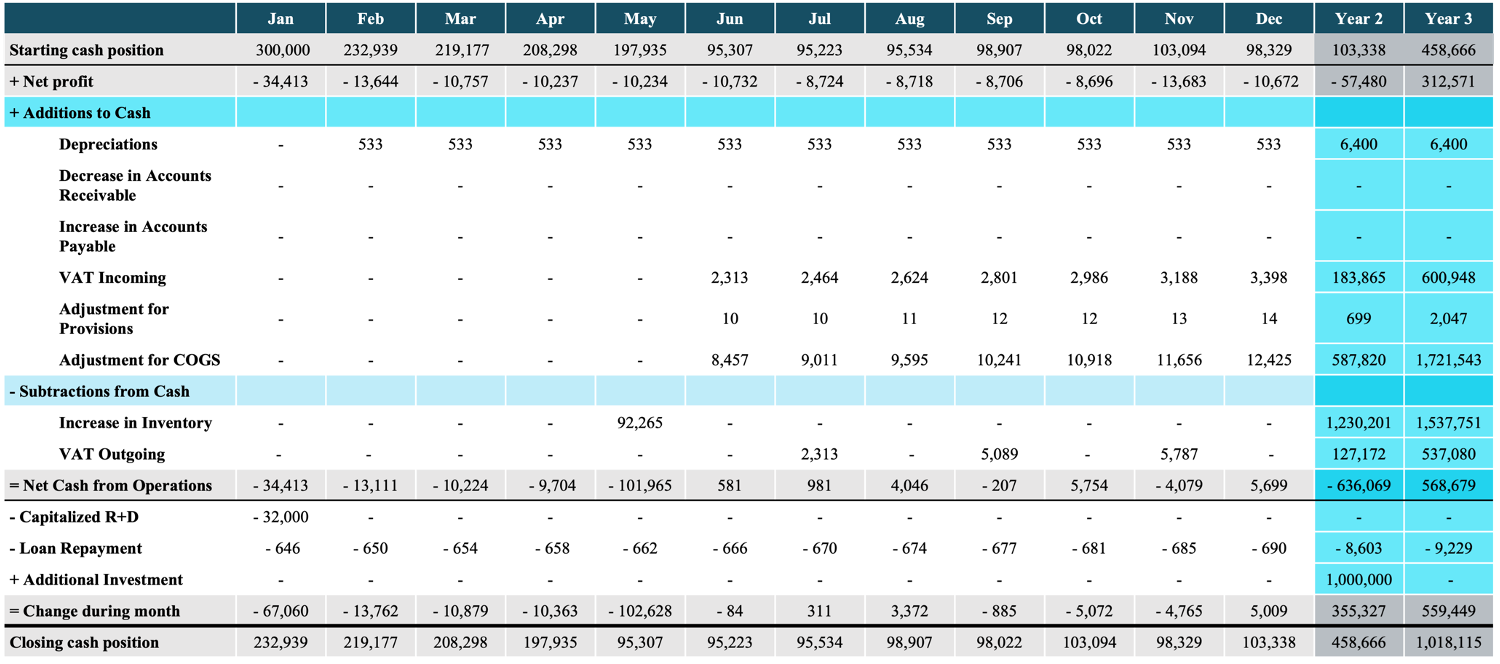 Jan Feb Mar Apr May Jun Jul Aug Sep Oct Nov Dec Year 2 Year 3
Starting cash position 300,000 232,939 219,177 208,298 197,935 95,307 95,223 95,534 98,907 98,022 103,094 98,329 103,338 458,666
+ Net profit - 34,413 - 13,644 - 10,757 - 10,237 - 10,234 - 10,732 - 8,724 - 8,718 - 8,706 - 8,696 - 13,683 - 10,672 - 57,480 312,571
+ Additions to Cash
Depreciations - 533 533 533 533 533 533 533 533 533 533 533 6,400 6,400
Decrease in Accounts
Receivable - - - - - - - - - - - - - -
Increase in Accounts
Payable - - - - - - - - - - - - - -
VAT Incoming - - - - - 2,313 2,464 2,624 2,801 2,986 3,188 3,398 183,865 600,948
Adjustment for
Provisions - - - - - 10 10 11 12 12 13 14 699 2,047
Adjustment for COGS - - - - - 8,457 9,011 9,595 10,241 10,918 11,656 12,425 587,820 1,721,543
- Subtractions from Cash
Increase in Inventory - - - - 92,265 - - - - - - - 1,230,201 1,537,751
VAT Outgoing - - - - - - 2,313 - 5,089 - 5,787 - 127,172 537,080
= Net Cash from Operations - 34,413 - 13,111 - 10,224 - 9,704 - 101,965 581 981 4,046 - 207 5,754 - 4,079 5,699 - 636,069 568,679
- Capitalized R+D - 32,000 - - - - - - - - - - - - -
- Loan Repayment - 646 - 650 - 654 - 658 - 662 - 666 - 670 - 674 - 677 - 681 - 685 - 690 - 8,603 - 9,229
+ Additional Investment - - - - - - - - - - - - 1,000,000 -
= Change during month - 67,060 - 13,762 - 10,879 - 10,363 - 102,628 - 84 311 3,372 - 885 - 5,072 - 4,765 5,009 355,327 559,449
Closing cash position 232,939 219,177 208,298 197,935 95,307 95,223 95,534 98,907 98,022 103,094 98,329 103,338 458,666 1,018,115